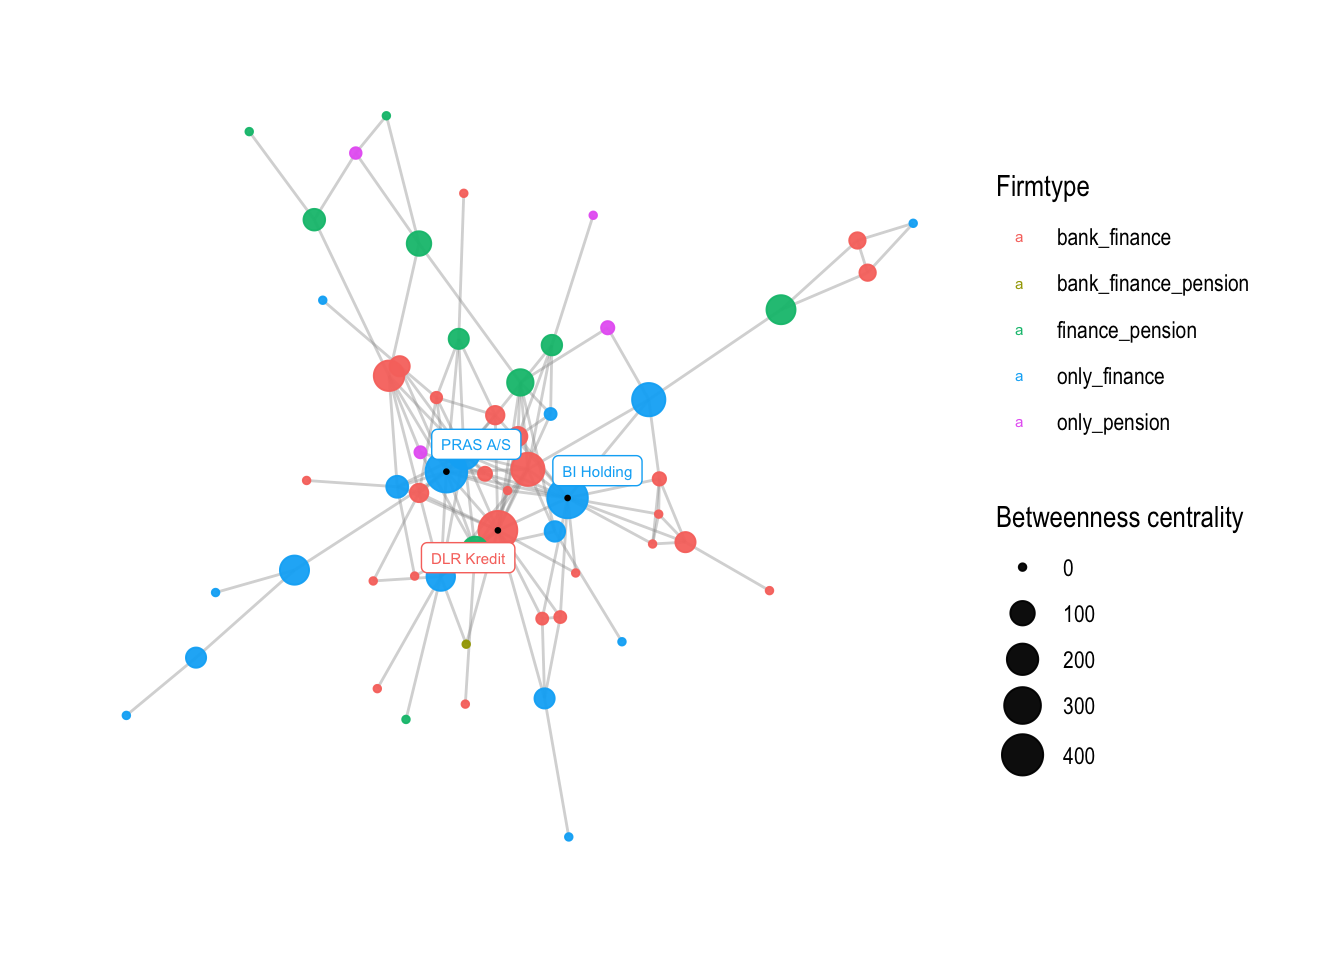 PRAS A/S
BI Holding
DLR Kredit
Firmtype
a bank_finance
a bank_finance_pension
a finance_pension
a only_finance
a only_pension
Betweenness centrality
0
100
200
300
400